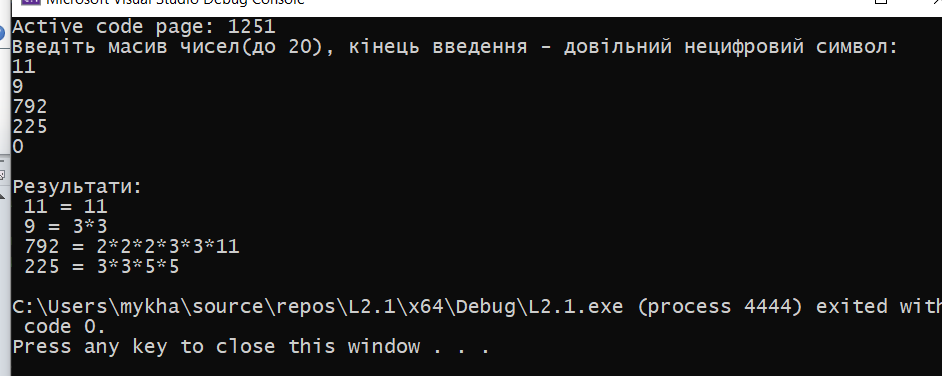 Microsoft Visual Studio Debug Console
Active code page: 1251
Введіть масив чисел(до 20), кінець введення - довільний нецифровий символ:
11
9
792
225
0
Результати:
11 = 11
9 = 3*3
792 = 2*2*2*3*3*11
225 = 3*3*5*5
C:\Users\mykha\source\repos\L2.1\x64\Debug\L2.1.exe (process 4444) exited with
code 0.
Press any key to close this window . . .